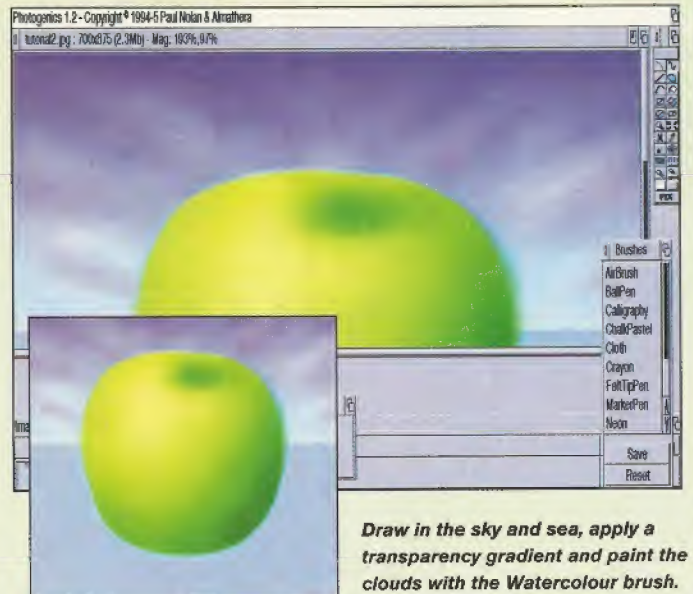 Photogenics 1.2 - Copyright © 1994-5 Paul Nolan & Almathera
tutorial2.jpg : 700x875 (2.3Mb) - Mag: 193%,97%
Brushes
AirBrush
BallPen
Calligraphy
ChalkPastel
Cloth
Crayon
FeltTipPen
MarkerPen
Neon
Save
Reset
Draw in the sky and sea, apply a
transparency gradient and paint the
clouds with the Watercolour brush.